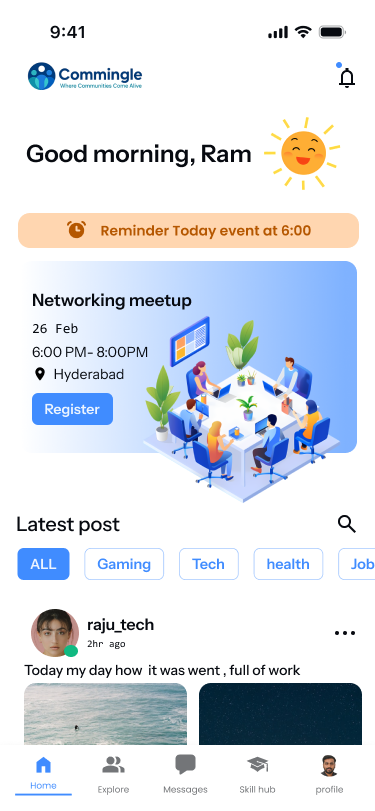 9:41
Commingle
Where Communities Come Alive
Good morning, Ram
Reminder Today event at 6:00
Networking meetup
26 Feb
6:00 PM- 8:00PM
Hyderabad
Register
Latest post
ALL
Gaming
Tech
health
Job
raju_tech
2hr ago
Today my day how it was went , full of work
Home
Explore
Messages
Skill hub
profile